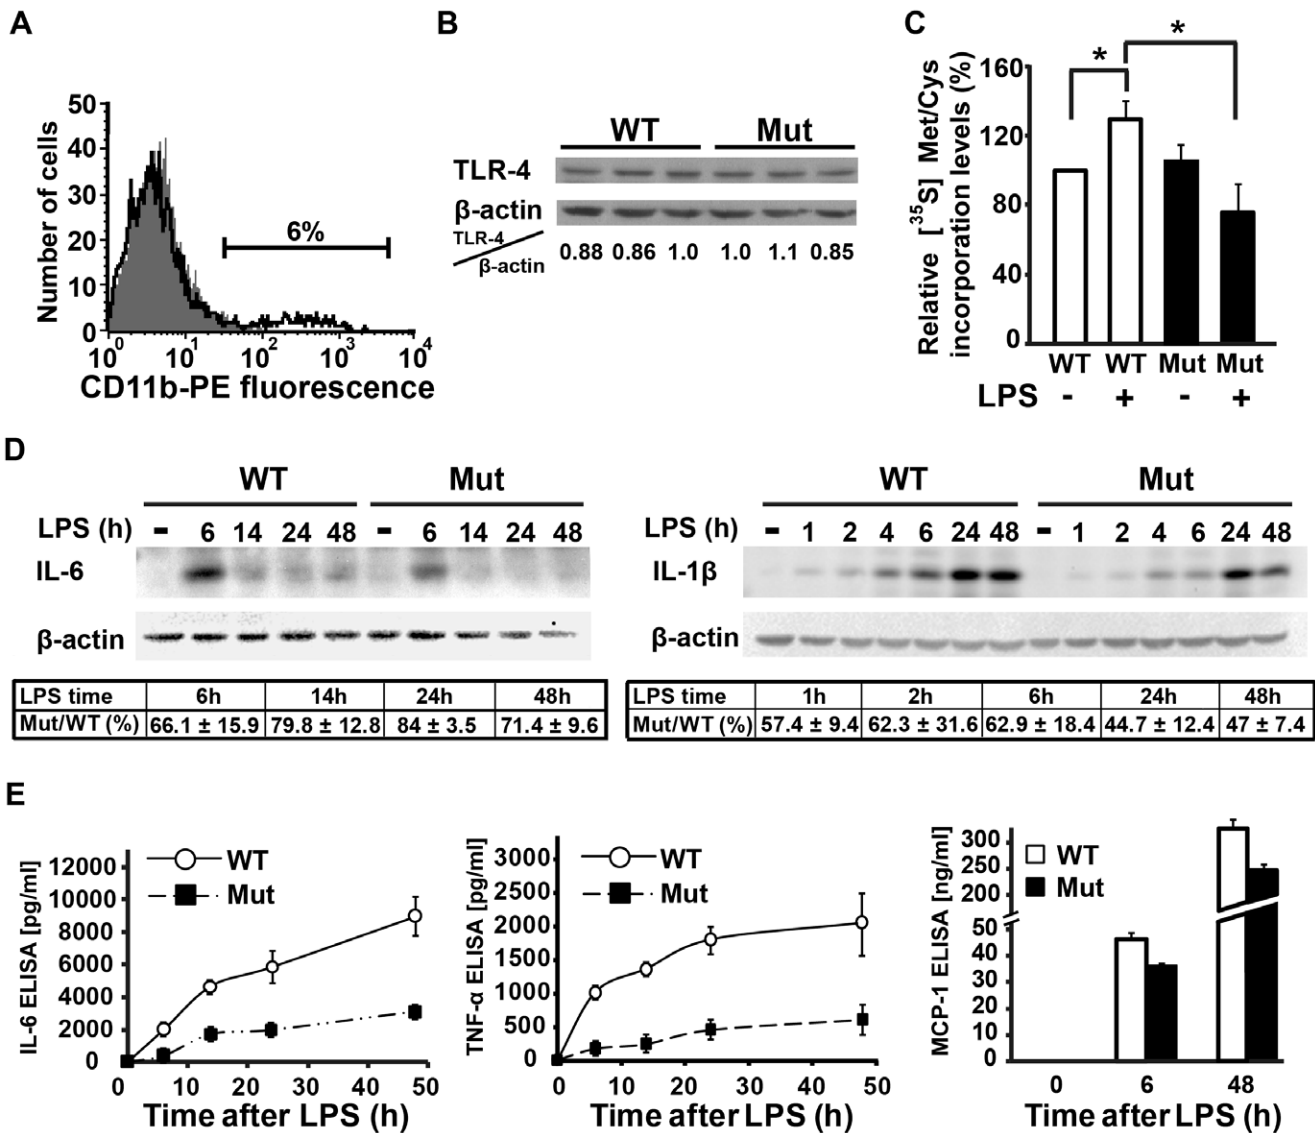 A
Number of cells
50
40
30
20
10
0
6%
10⁰ 10¹ 10² 10³ 10⁴
CD11b-PE fluorescence
B
WT Mut
TLR-4
β-actin
TLR-4
β-actin
0.88 0.86 1.0 1.0 1.1 0.85
C
Relative [³⁵S] Met/Cys
incorporation levels (%)
160
120
80
40
0
* *
WT WT Mut Mut
LPS - + - +
D
WT Mut
LPS (h) - 6 14 24 48 - 6 14 24 48
IL-6
β-actin
LPS time 6h 14h 24h 48h
Mut/WT (%) 66.1 ± 15.9 79.8 ± 12.8 84 ± 3.5 71.4 ± 9.6
WT Mut
LPS (h) - 1 2 4 6 24 48 - 1 2 4 6 24 48
IL-1β
β-actin
LPS time 1h 2h 6h 24h 48h
Mut/WT (%) 57.4 ± 9.4 62.3 ± 31.6 62.9 ± 18.4 44.7 ± 12.4 47 ± 7.4
E
IL-6 ELISA [pg/ml]
12000
10000
8000
6000
4000
2000
0
WT
Mut
0 10 20 30 40 50
Time after LPS (h)
TNF-α ELISA [pg/ml]
3000
2500
2000
1500
1000
500
0
WT
Mut
0 10 20 30 40 50
Time after LPS (h)
MCP-1 ELISA [ng/ml]
300
250
200
50
40
30
20
10
0
WT
Mut
0 6 48
Time after LPS (h)